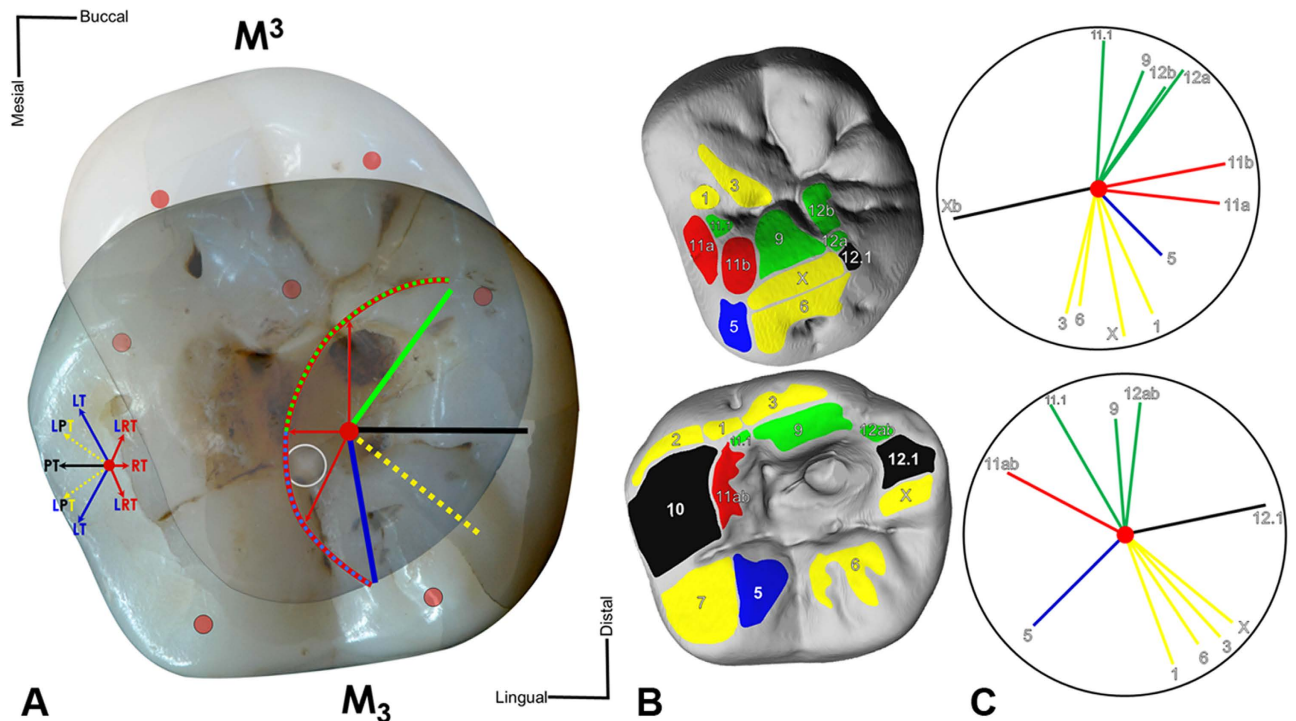 Buccal
Mesial
M³
LT
LPT
LRT
PT
RT
LPT
LRT
LT
M₃
Lingual
Distal
A
3
1
12b
11.1
11a
9
12a
11b
12.1
X
5
6
3
2
1
11.1
9
12ab
12.1
10
11ab
X
6
7
5
B
11.1
9
12b
12a
11b
Xb
11a
5
3
6
X
1
11.1
9
12ab
11ab
12.1
5
X
3
6
1
C